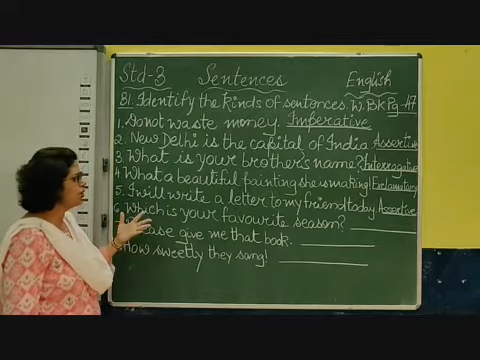 Std-3 Sentences English
B1. Identify the kinds of sentences. W.Bk Pg-47
1. Do not waste money. Imperative
2. New Delhi is the capital of India Assertive
3. What is your brother's name? Interrogative
4. What a beautiful painting she is making! Exclamatory
5. I will write a letter to my friend today Assertive
6. Which is your favourite season?
give me that book.
How sweetly they sang!